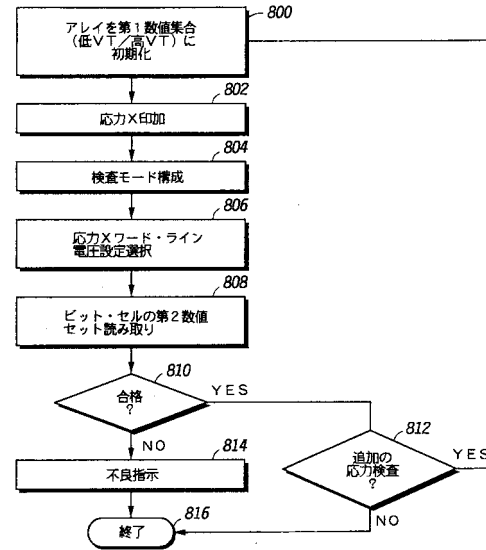 800
アレイを第1数値集合
(低VT/高VT)に
初期化
802
応力X印加
804
検査モード構成
806
応力Xワード・ライン
電圧設定選択
808
ビット・セルの第2数値
セット読み取り
810
合格
?
YES
NO
812
追加の
応力検査
?
YES
NO
814
不良指示
816
終了